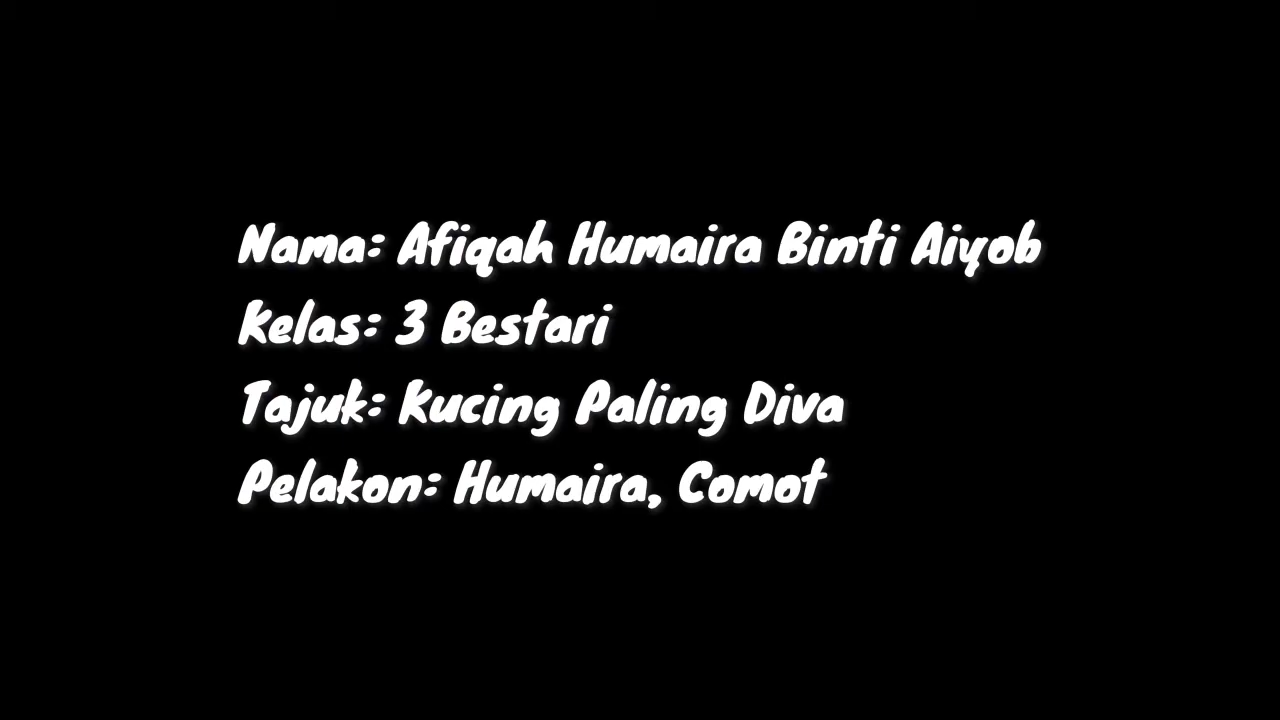 Nama: Afiqah Humaira Binti Aiyob
Kelas: 3 Bestari
Tajuk: Kucing Paling Diva
Pelakon: Humaira, Comot